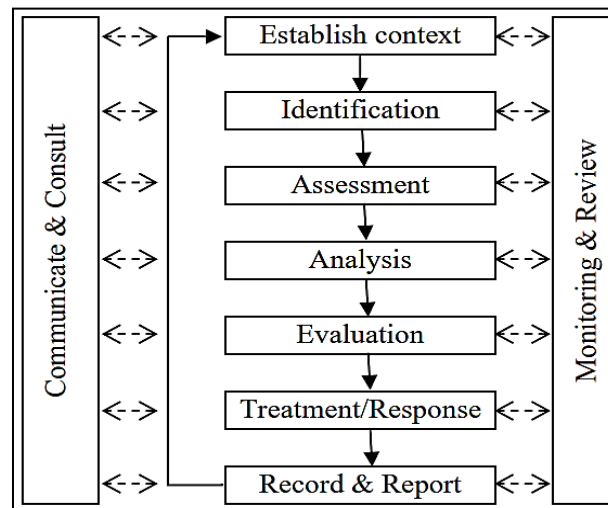 Communicate & Consult
Establish context
Identification
Assessment
Analysis
Evaluation
Treatment/Response
Record & Report
Monitoring & Review